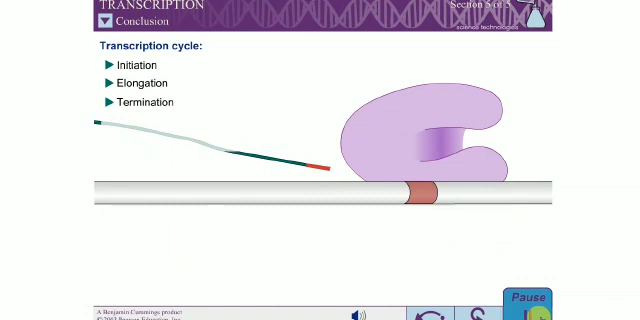 TRANSCRIPTION
Section 5 of 5
Conclusion
science technologies
Transcription cycle:
Initiation
Elongation
Termination
Pause
A Benjamin Cummings product